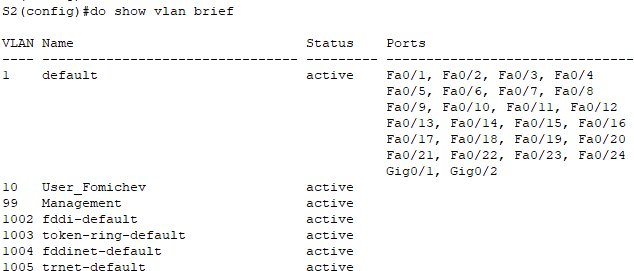 S2(config)#do show vlan brief
VLAN Name                             Status    Ports
---- -------------------------------- --------- -------------------------------
1    default                          active    Fa0/1, Fa0/2, Fa0/3, Fa0/4
                                                Fa0/5, Fa0/6, Fa0/7, Fa0/8
                                                Fa0/9, Fa0/10, Fa0/11, Fa0/12
                                                Fa0/13, Fa0/14, Fa0/15, Fa0/16
                                                Fa0/17, Fa0/18, Fa0/19, Fa0/20
                                                Fa0/21, Fa0/22, Fa0/23, Fa0/24
                                                Gig0/1, Gig0/2
10   User_Fomichev                    active
99   Management                       active
1002 fddi-default                     active
1003 token-ring-default               active
1004 fddinet-default                  active
1005 trnet-default                    active